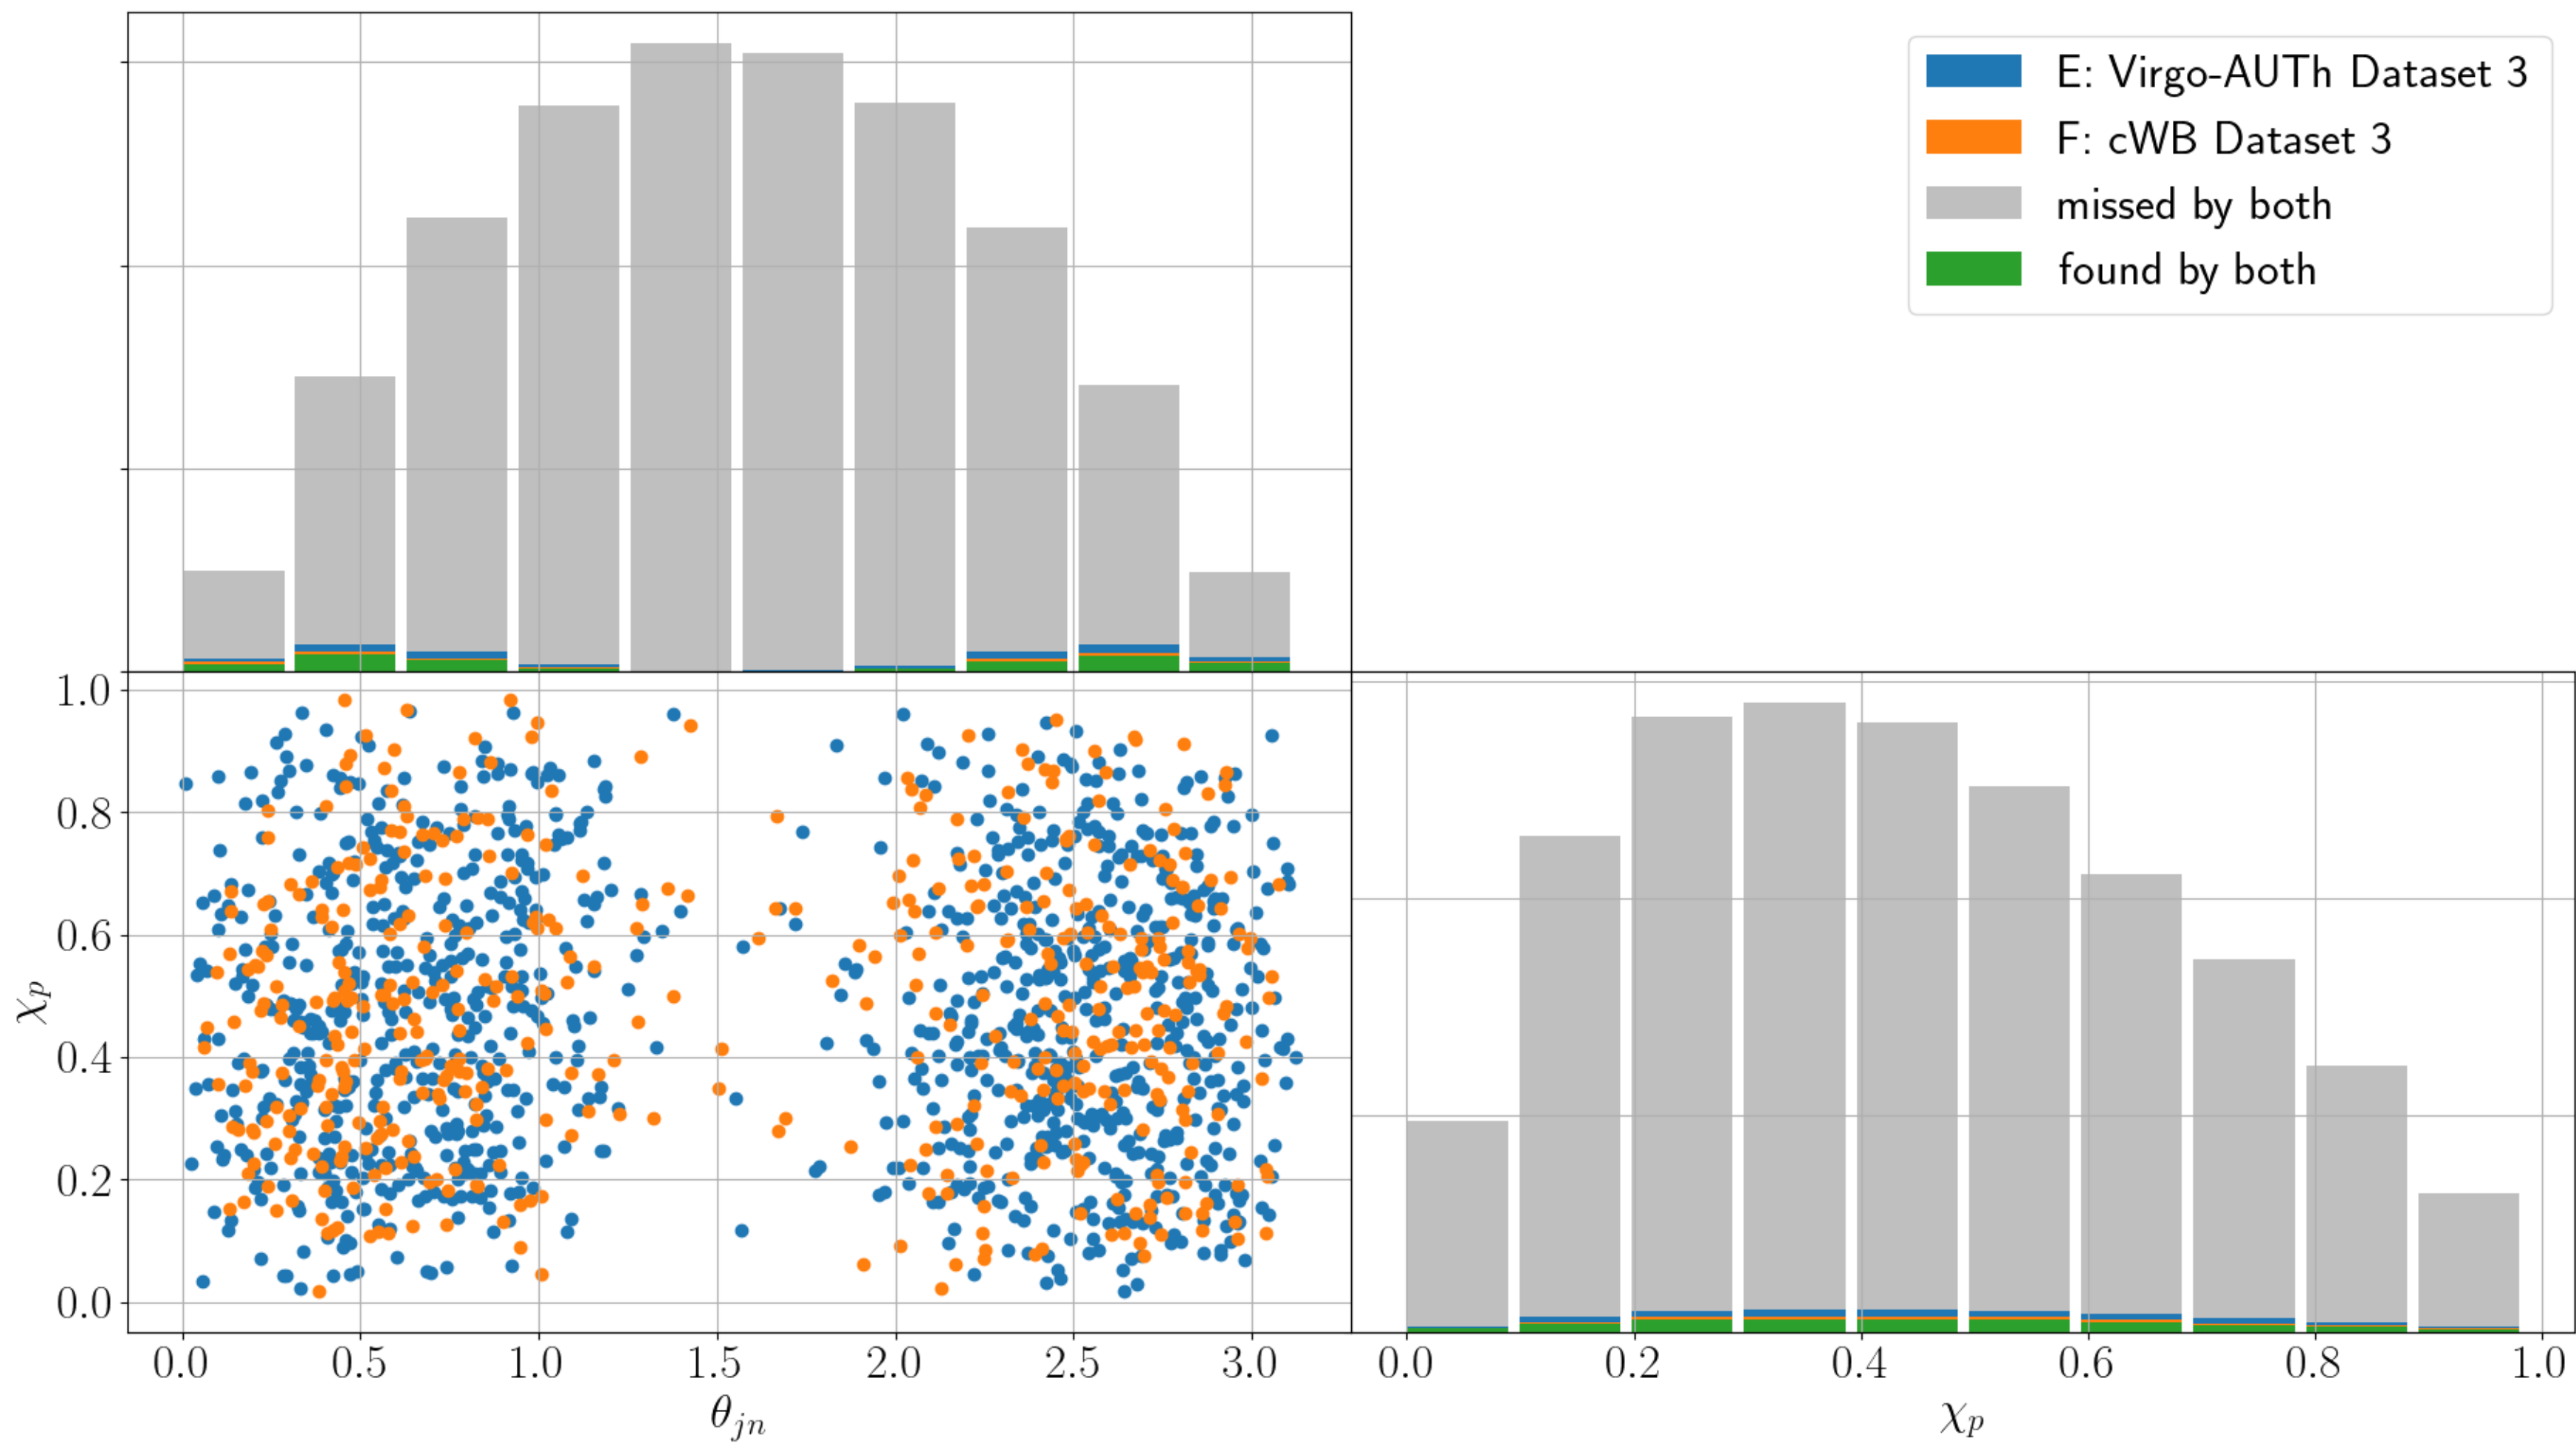 E: Virgo-AUTh Dataset 3
F: cWB Dataset 3
missed by both
found by both
1.0
0.8
0.6
0.4
0.2
0.0
χp
0.0 0.5 1.0 1.5 2.0 2.5 3.0
θjn
0.0 0.2 0.4 0.6 0.8 1.0
χp